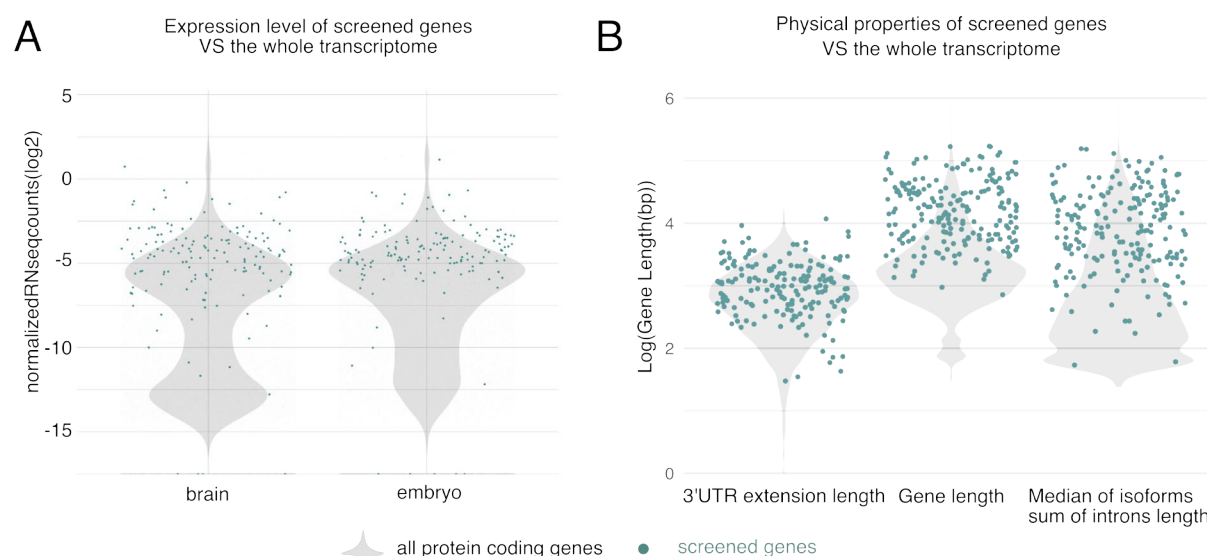 A
Expression level of screened genes
VS the whole transcriptome
normalizedRNseqcounts(log2)
5
0
-5
-10
-15
brain
embryo
B
Physical properties of screened genes
VS the whole transcriptome
Log(Gene Length(bp))
6
4
2
0
3'UTR extension length
Gene length
Median of isoforms
sum of introns length
all protein coding genes
screened genes